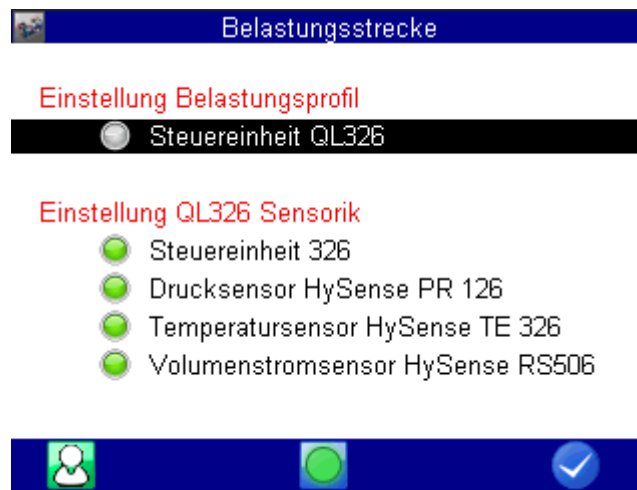 Belastungsstrecke
Einstellung Belastungsprofil
Steuereinheit QL326
Einstellung QL326 Sensorik
Steuereinheit 326
Drucksensor HySense PR 126
Temperatursensor HySense TE 326
Volumenstromsensor HySense RS506